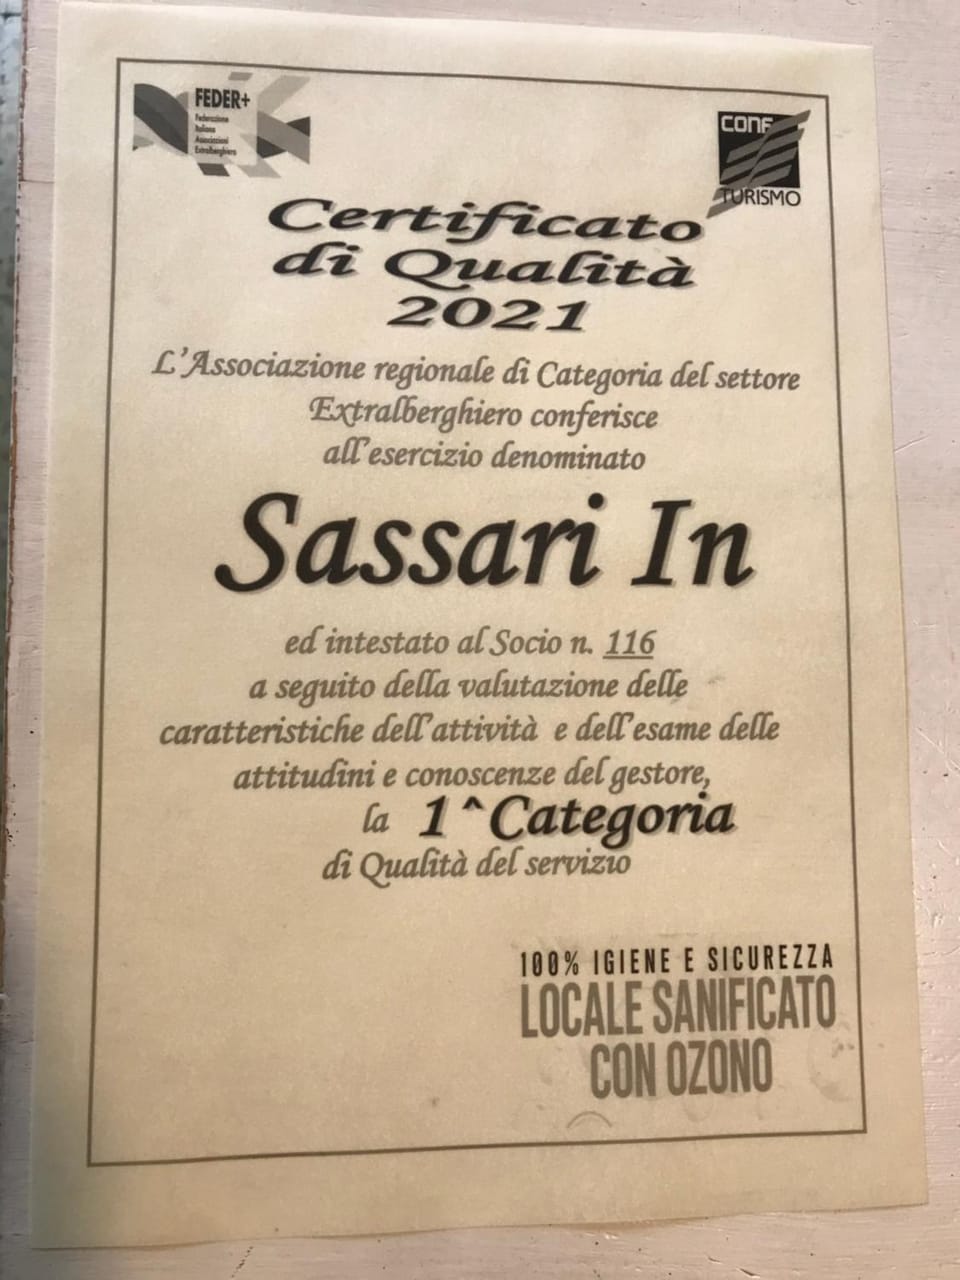 FEDER+
Federazione
Italiana
Associazioni
Extralberghiere
CONF
TURISMO
Certificato
di Qualità
2021
L'Associazione regionale di Categoria del settore
Extralberghiero conferisce
all'esercizio denominato
Sassari In
ed intestato al Socio n. 116
a seguito della valutazione delle
caratteristiche dell'attività e dell'esame delle
attitudini e conoscenze del gestore,
la 1^Categoria
di Qualità del servizio
100% IGIENE E SICUREZZA
LOCALE SANIFICATO
CON OZONO